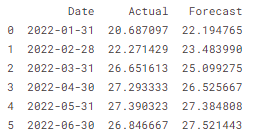 Date Actual Forecast
0 2022-01-31 20.687097 22.194765
1 2022-02-28 22.271429 23.483990
2 2022-03-31 26.651613 25.099275
3 2022-04-30 27.293333 26.525667
4 2022-05-31 27.390323 27.384808
5 2022-06-30 26.846667 27.521443